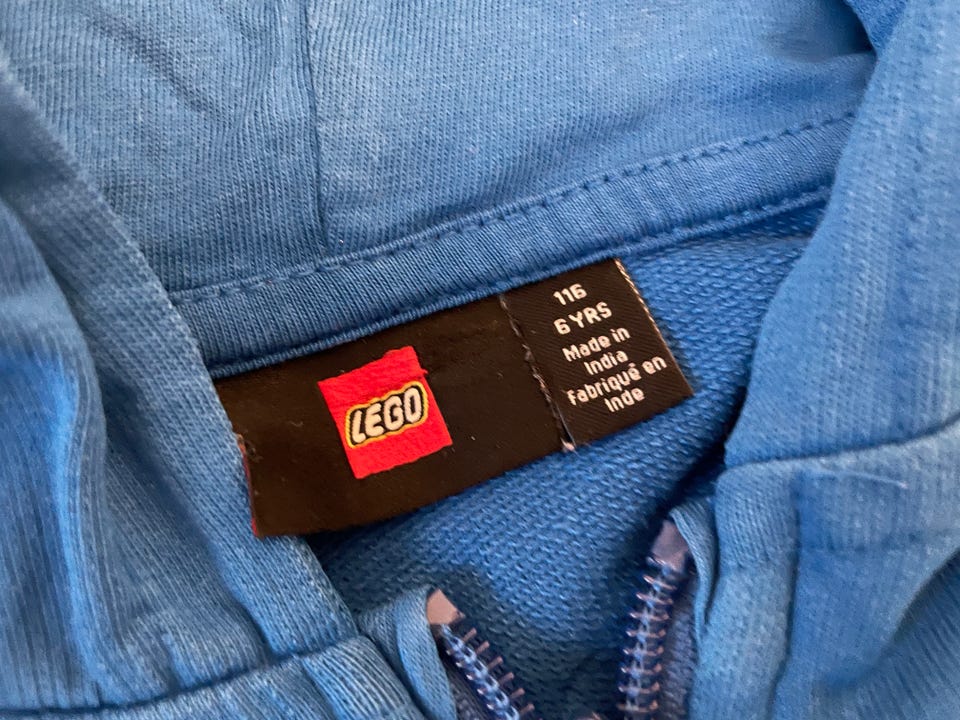 LEGO
116
6 YRS
Made in
India
Fabriqué en
Inde